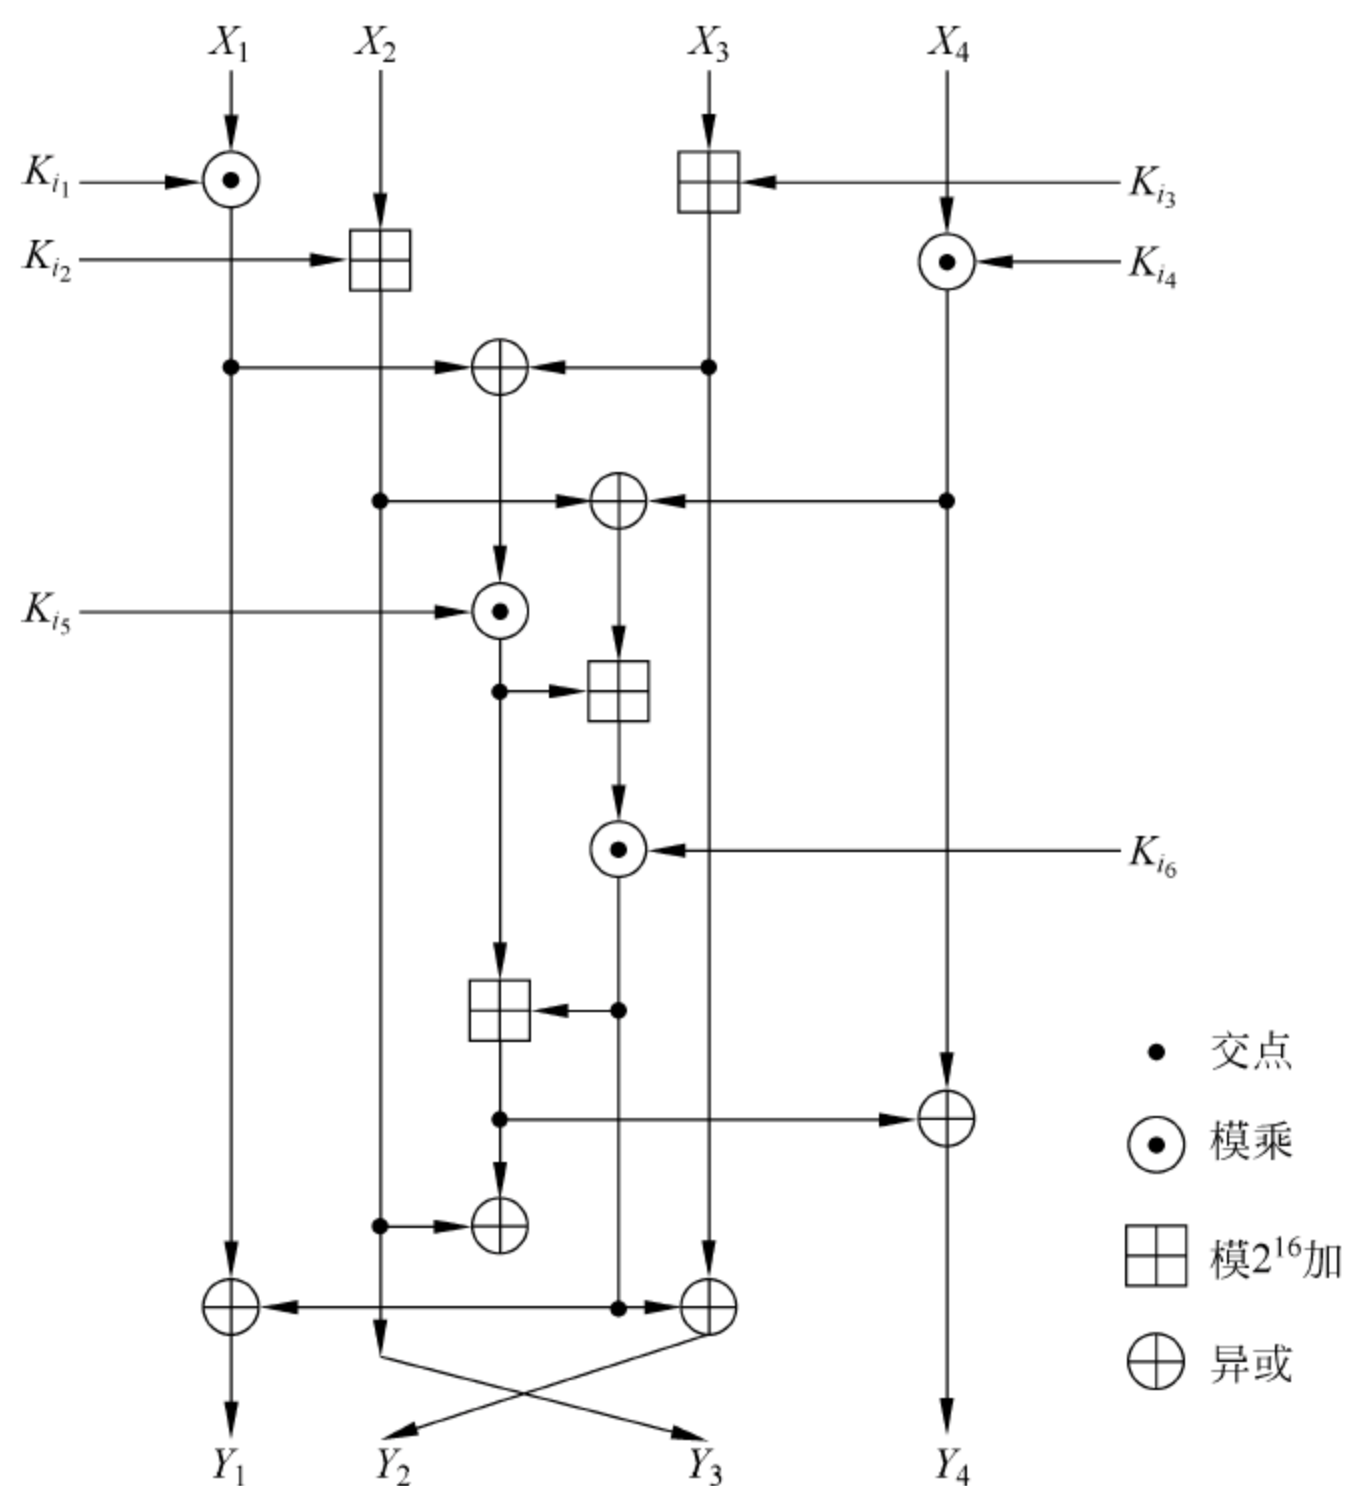 X₁ X₂ X₃ X₄
Kᵢ₁ Kᵢ₃
Kᵢ₂ Kᵢ₄
Kᵢ₅
Kᵢ₆
交点
模乘
模2¹⁶加
异或
Y₁ Y₂ Y₃ Y₄